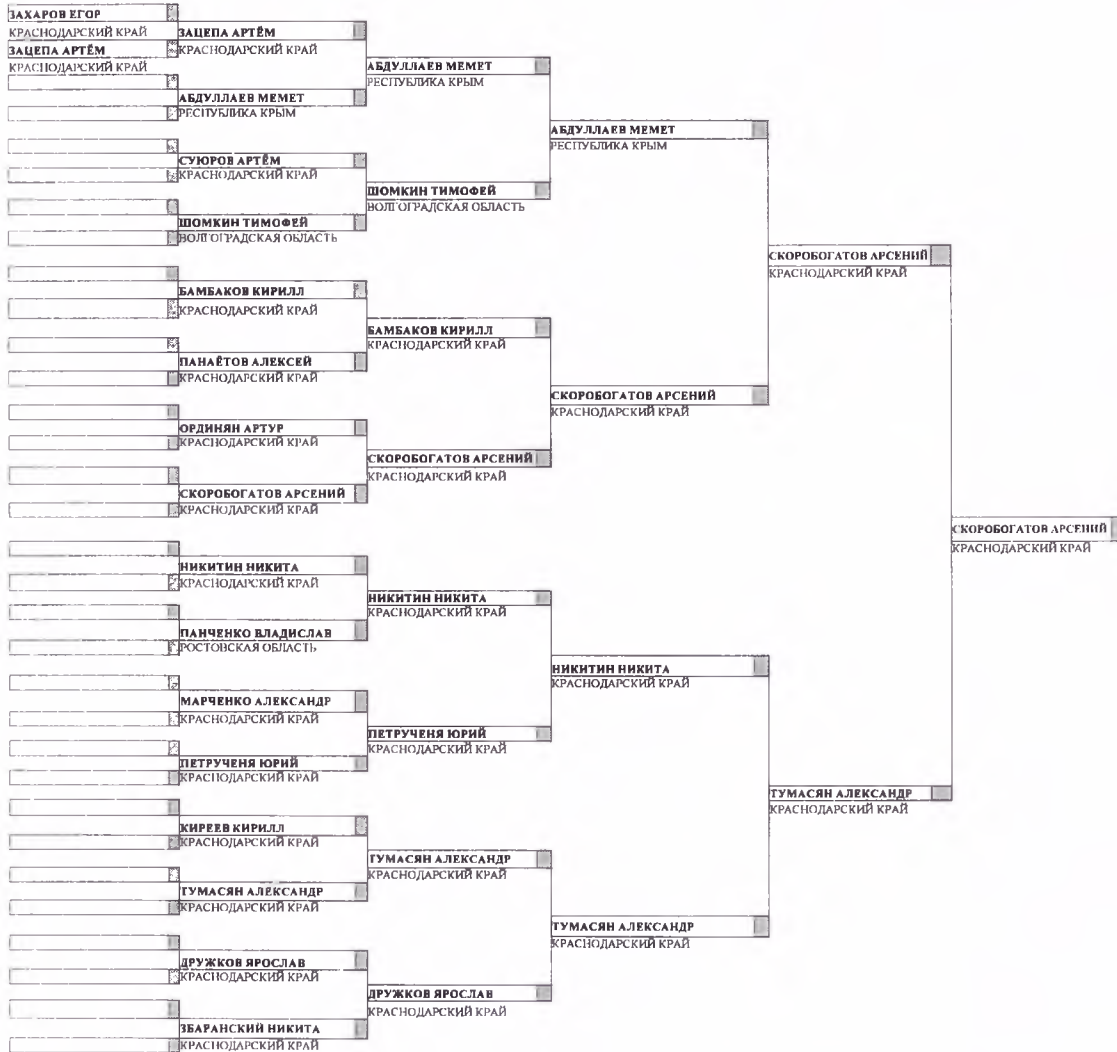 ЗАХАРОВ ЕГОР
КРАСНОДАРСКИЙ КРАЙ
ЗАЦЕПА АРТЁМ
КРАСНОДАРСКИЙ КРАЙ
ЗАЦЕПА АРТЁМ
КРАСНОДАРСКИЙ КРАЙ
АБДУЛЛАЕВ МЕМЕТ
РЕСПУБЛИКА КРЫМ
СУЮРОВ АРТЁМ
КРАСНОДАРСКИЙ КРАЙ
ШОМКИН ТИМОФЕЙ
ВОЛГОГРАДСКАЯ ОБЛАСТЬ
БАМБАКОВ КИРИЛЛ
КРАСНОДАРСКИЙ КРАЙ
ПАНАЁТОВ АЛЕКСЕЙ
КРАСНОДАРСКИЙ КРАЙ
ОРДИНЯН АРТУР
КРАСНОДАРСКИЙ КРАЙ
СКОРОБОГАТОВ АРСЕНИЙ
КРАСНОДАРСКИЙ КРАЙ
НИКИТИН НИКИТА
КРАСНОДАРСКИЙ КРАЙ
ПАНЧЕНКО ВЛАДИСЛАВ
РОСТОВСКАЯ ОБЛАСТЬ
МАРЧЕНКО АЛЕКСАНДР
КРАСНОДАРСКИЙ КРАЙ
ПЕТРУЧЕНЯ ЮРИЙ
КРАСНОДАРСКИЙ КРАЙ
КИРЕЕВ КИРИЛЛ
КРАСНОДАРСКИЙ КРАЙ
ТУМАСЯН АЛЕКСАНДР
КРАСНОДАРСКИЙ КРАЙ
ДРУЖКОВ ЯРОСЛАВ
КРАСНОДАРСКИЙ КРАЙ
ЗБАРАНСКИЙ НИКИТА
КРАСНОДАРСКИЙ КРАЙ
АБДУЛЛАЕВ МЕМЕТ
РЕСПУБЛИКА КРЫМ
ШОМКИН ТИМОФЕЙ
ВОЛГОГРАДСКАЯ ОБЛАСТЬ
БАМБАКОВ КИРИЛЛ
КРАСНОДАРСКИЙ КРАЙ
СКОРОБОГАТОВ АРСЕНИЙ
КРАСНОДАРСКИЙ КРАЙ
НИКИТИН НИКИТА
КРАСНОДАРСКИЙ КРАЙ
ПЕТРУЧЕНЯ ЮРИЙ
КРАСНОДАРСКИЙ КРАЙ
ТУМАСЯН АЛЕКСАНДР
КРАСНОДАРСКИЙ КРАЙ
ДРУЖКОВ ЯРОСЛАВ
КРАСНОДАРСКИЙ КРАЙ
АБДУЛЛАЕВ МЕМЕТ
РЕСПУБЛИКА КРЫМ
СКОРОБОГАТОВ АРСЕНИЙ
КРАСНОДАРСКИЙ КРАЙ
НИКИТИН НИКИТА
КРАСНОДАРСКИЙ КРАЙ
ТУМАСЯН АЛЕКСАНДР
КРАСНОДАРСКИЙ КРАЙ
СКОРОБОГАТОВ АРСЕНИЙ
КРАСНОДАРСКИЙ КРАЙ
ТУМАСЯН АЛЕКСАНДР
КРАСНОДАРСКИЙ КРАЙ
СКОРОБОГАТОВ АРСЕНИЙ
КРАСНОДАРСКИЙ КРАЙ